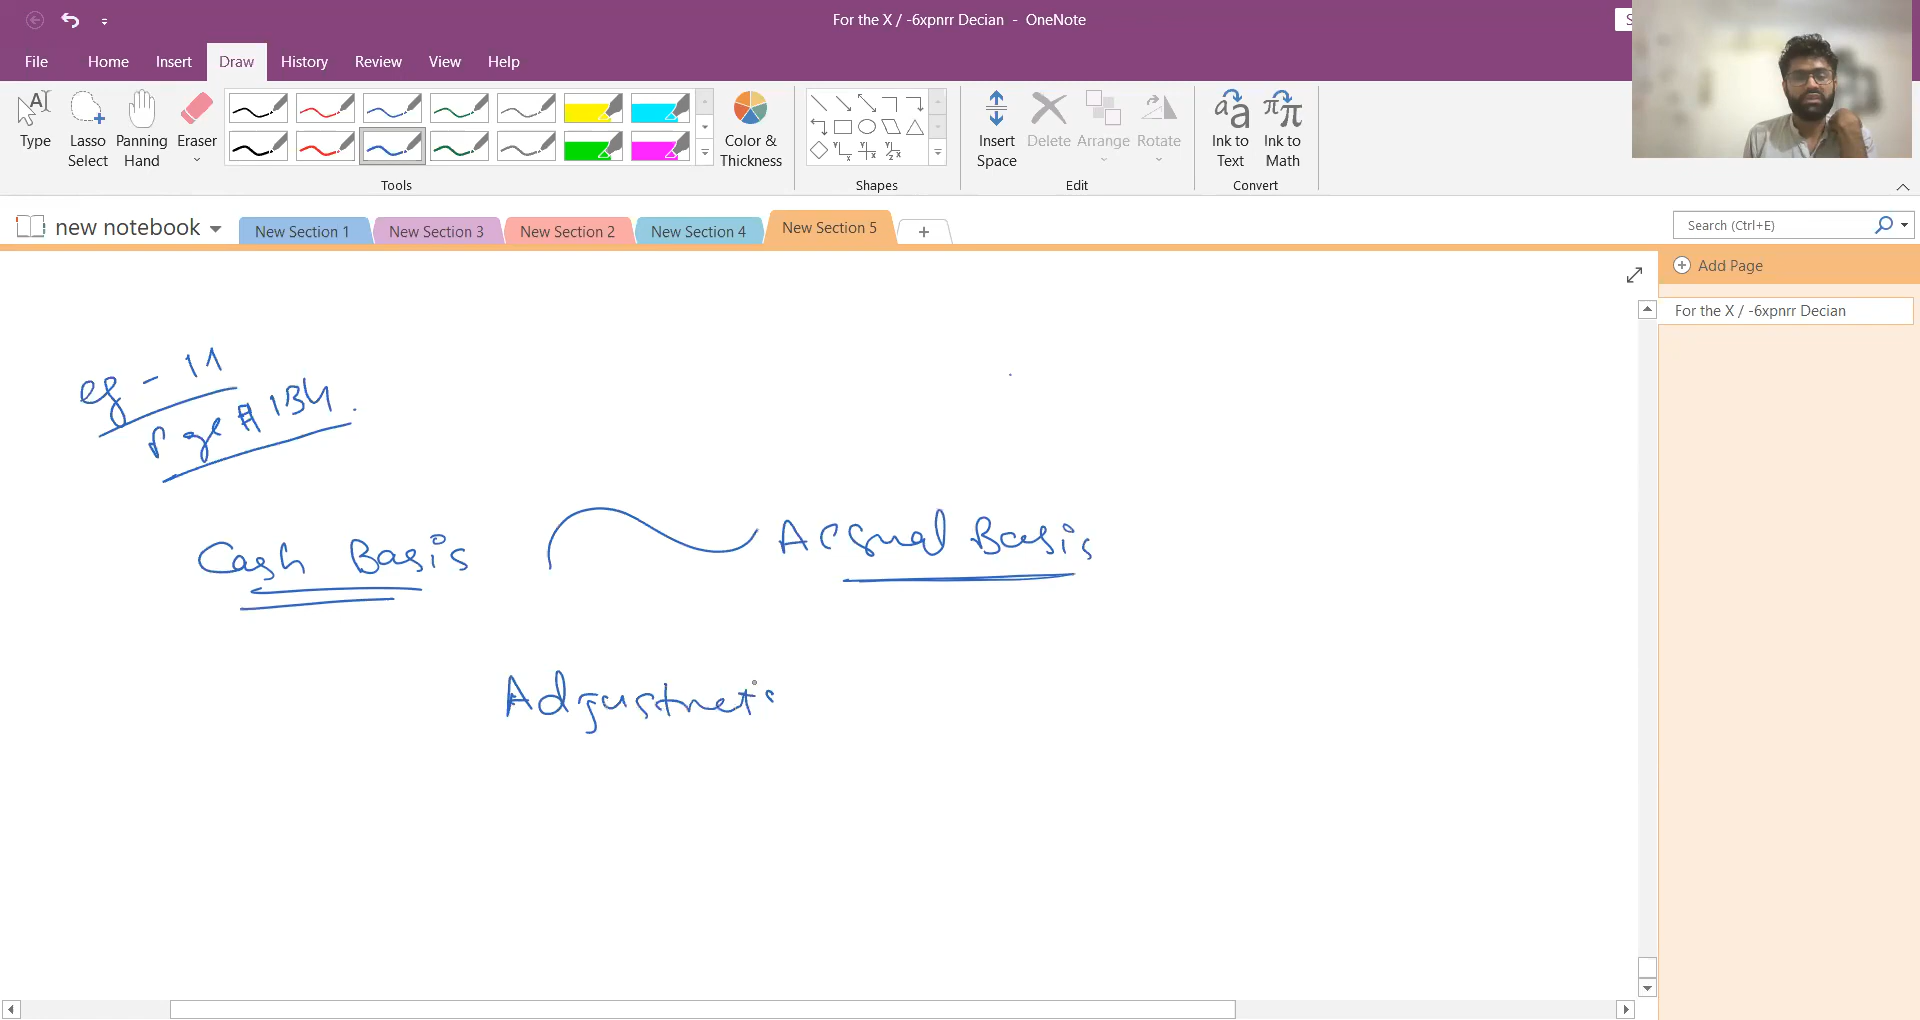 For the X / -6xpnrr Decian - OneNote
S
File Home Insert Draw History Review View Help
Type
Lasso Select
Panning Hand
Eraser
Color & Thickness
Insert Space
Delete
Arrange
Rotate
Ink to Text
Ink to Math
Tools Shapes Edit Convert
new notebook New Section 1 New Section 3 New Section 2 New Section 4 New Section 5
Search (Ctrl+E)
Add Page
For the X / -6xpnrr Decian
eg - 11
Page # 134.
Cash Basis Accrual Basis